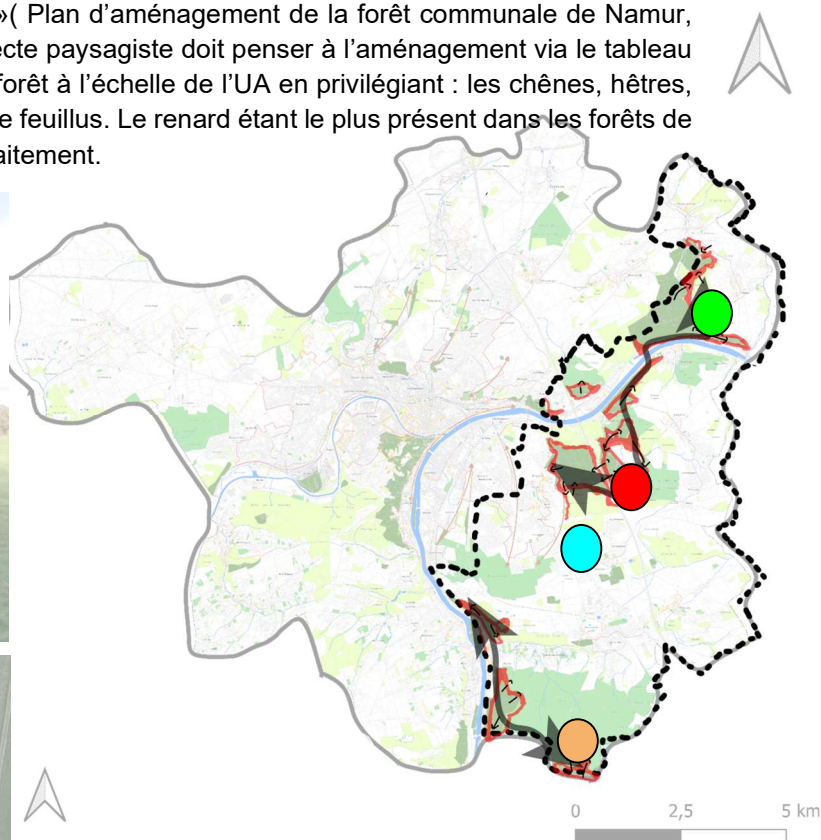 »( Plan d’aménagement de la forêt communale de Namur,
ecte paysagiste doit penser à l’aménagement via le tableau
forêt à l’échelle de l’UA en privilégiant : les chênes, hêtres,
e feuillus. Le renard étant le plus présent dans les forêts de
aitement.
0 2,5 5 km